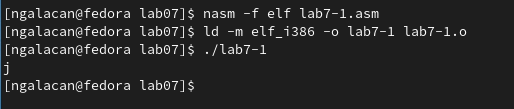 [ngalacan@fedora lab07]$ nasm -f elf lab7-1.asm
[ngalacan@fedora lab07]$ ld -m elf_i386 -o lab7-1 lab7-1.o
[ngalacan@fedora lab07]$ ./lab7-1
j
[ngalacan@fedora lab07]$